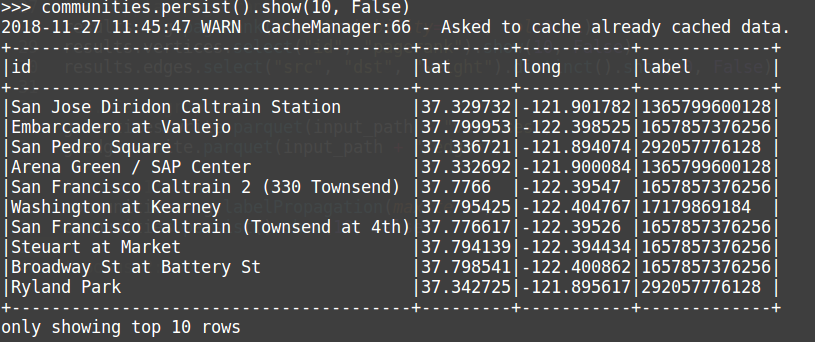 >>> communities.persist().show(10, False)
2018-11-27 11:45:47 WARN  CacheManager:66 - Asked to cache already cached data.
+----------------------------------------+---------+-----------+-------------+
|id                                      |lat      |long       |label        |
+----------------------------------------+---------+-----------+-------------+
|San Jose Diridon Caltrain Station       |37.329732|-121.901782|1365799600128|
|Embarcadero at Vallejo                  |37.799953|-122.398525|1657857376256|
|San Pedro Square                        |37.336721|-121.894074|292057776128 |
|Arena Green / SAP Center                |37.332692|-121.900084|1365799600128|
|San Francisco Caltrain 2 (330 Townsend) |37.7766  |-122.39547 |1657857376256|
|Washington at Kearney                   |37.795425|-122.404767|17179869184  |
|San Francisco Caltrain (Townsend at 4th)|37.776617|-122.39526 |1657857376256|
|Steuart at Market                       |37.794139|-122.394434|1657857376256|
|Broadway St at Battery St               |37.798541|-122.400862|1657857376256|
|Ryland Park                             |37.342725|-121.895617|292057776128 |
+----------------------------------------+---------+-----------+-------------+
only showing top 10 rows